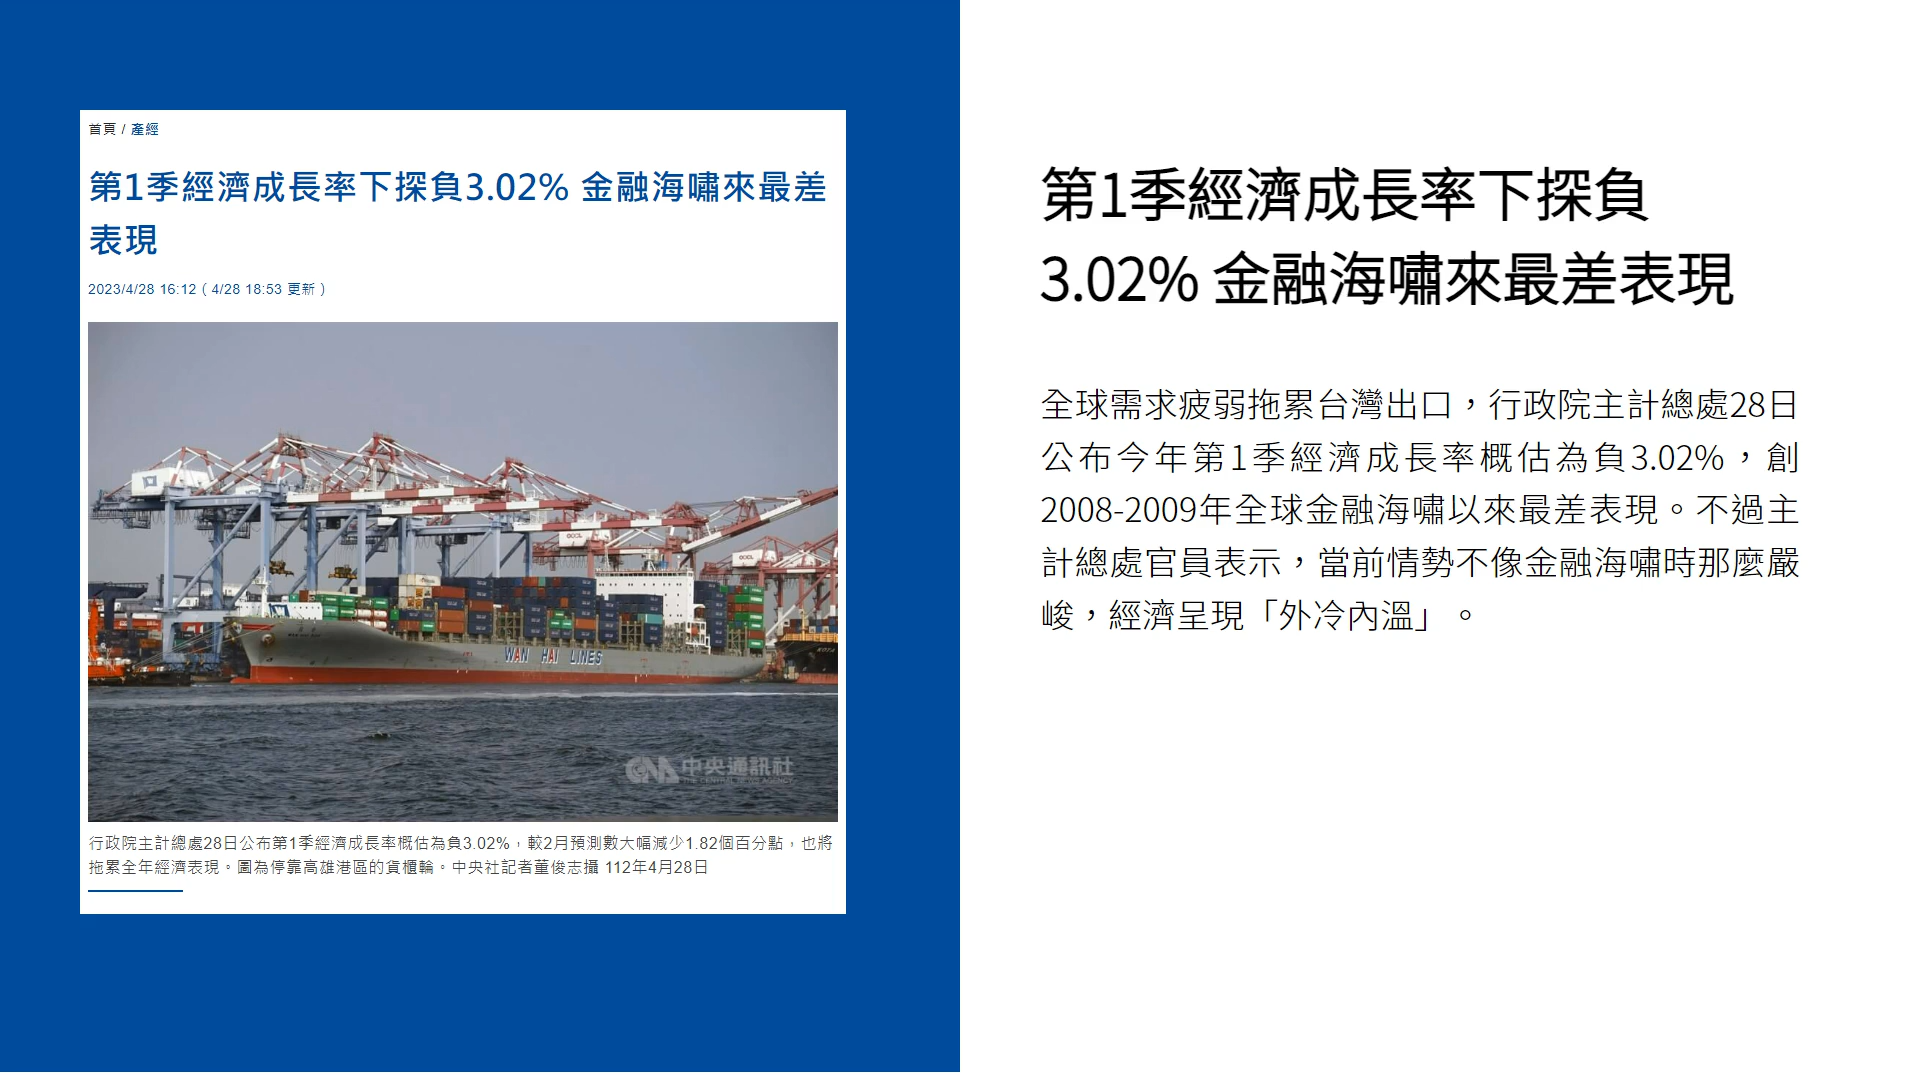 首頁 / 產經
第1季經濟成長率下探負3.02% 金融海嘯來最差
表現
2023/4/28 16:12（4/28 18:53 更新）
WAN HAI LINES
中央通訊社
THE CENTRAL NEWS AGENCY
行政院主計總處28日公布第1季經濟成長率概估為負3.02%，較2月預測數大幅減少1.82個百分點，也將
拖累全年經濟表現。圖為停靠高雄港區的貨櫃輪。中央社記者董俊志攝 112年4月28日
第1季經濟成長率下探負
3.02% 金融海嘯來最差表現
全球需求疲弱拖累台灣出口，行政院主計總處28日
公布今年第1季經濟成長率概估為負3.02%，創
2008-2009年全球金融海嘯以來最差表現。不過主
計總處官員表示，當前情勢不像金融海嘯時那麼嚴
峻，經濟呈現「外冷內溫」。